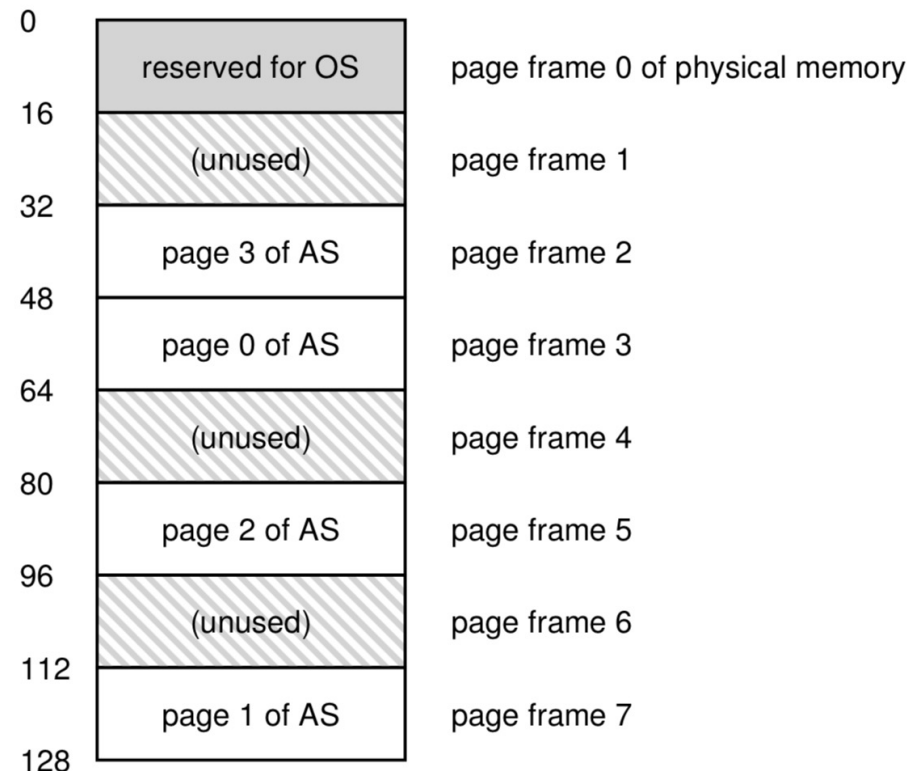 0
reserved for OS page frame 0 of physical memory
16
(unused) page frame 1
32
page 3 of AS page frame 2
48
page 0 of AS page frame 3
64
(unused) page frame 4
80
page 2 of AS page frame 5
96
(unused) page frame 6
112
page 1 of AS page frame 7
128